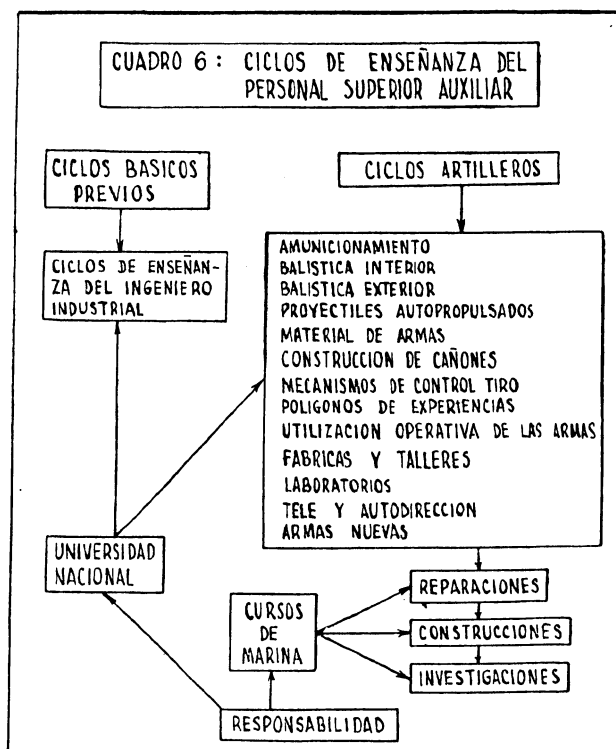 CUADRO 6 : CICLOS DE ENSEÑANZA DEL
PERSONAL SUPERIOR AUXILIAR
CICLOS BASICOS
PREVIOS
CICLOS ARTILLEROS
CICLOS DE ENSEÑAN-
ZA DEL INGENIERO
INDUSTRIAL
AMUNICIONAMIENTO
BALISTICA INTERIOR
BALISTICA EXTERIOR
PROYECTILES AUTOPROPULSADOS
MATERIAL DE ARMAS
CONSTRUCCION DE CAÑONES
MECANISMOS DE CONTROL TIRO
POLIGONOS DE EXPERIENCIAS
UTILIZACION OPERATIVA DE LAS ARMAS
FABRICAS Y TALLERES
LABORATORIOS
TELE Y AUTODIRECCION
ARMAS NUEVAS
UNIVERSIDAD
NACIONAL
CURSOS
DE
MARINA
REPARACIONES
CONSTRUCCIONES
INVESTIGACIONES
RESPONSABILIDAD